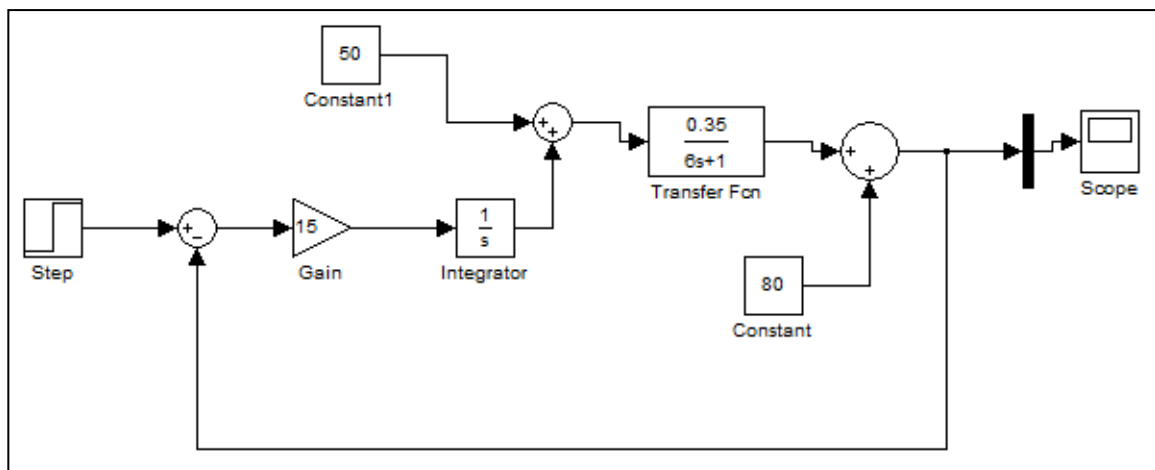 50
Constant1
+
+
0.35
6s+1
Transfer Fcn
+
+
Scope
Step
+
−
15
Gain
1
s
Integrator
80
Constant